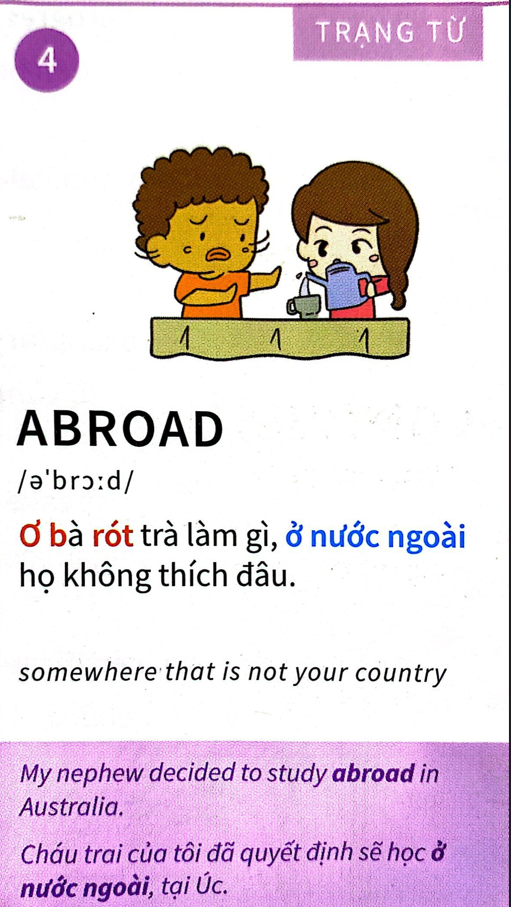 4
TRẠNG TỪ
ABROAD
/ə'brɔːd/
Ơ bà rót trà làm gì, ở nước ngoài
họ không thích đâu.
somewhere that is not your country
My nephew decided to study abroad in
Australia.
Cháu trai của tôi đã quyết định sẽ học ở
nước ngoài, tại Úc.